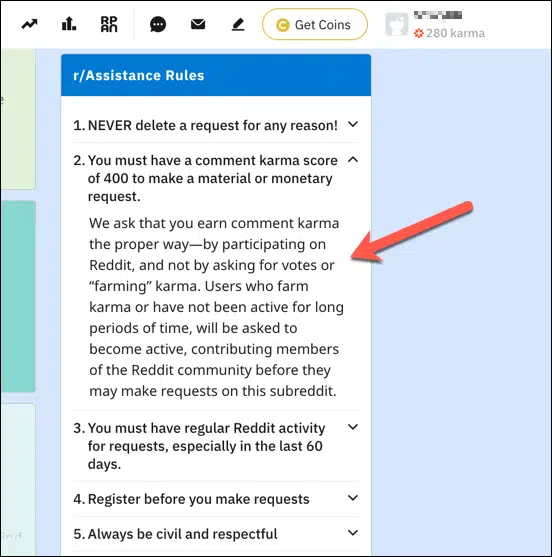 RPAN
Get Coins
280 karma
e
r/Assistance Rules
1. NEVER delete a request for any reason!
2. You must have a comment karma score
of 400 to make a material or monetary
request.
We ask that you earn comment karma
the proper way—by participating on
Reddit, and not by asking for votes or
“farming” karma. Users who farm
karma or have not been active for long
periods of time, will be asked to
become active, contributing members
of the Reddit community before they
may make requests on this subreddit.
3. You must have regular Reddit activity
for requests, especially in the last 60
days.
4. Register before you make requests
5. Always be civil and respectful